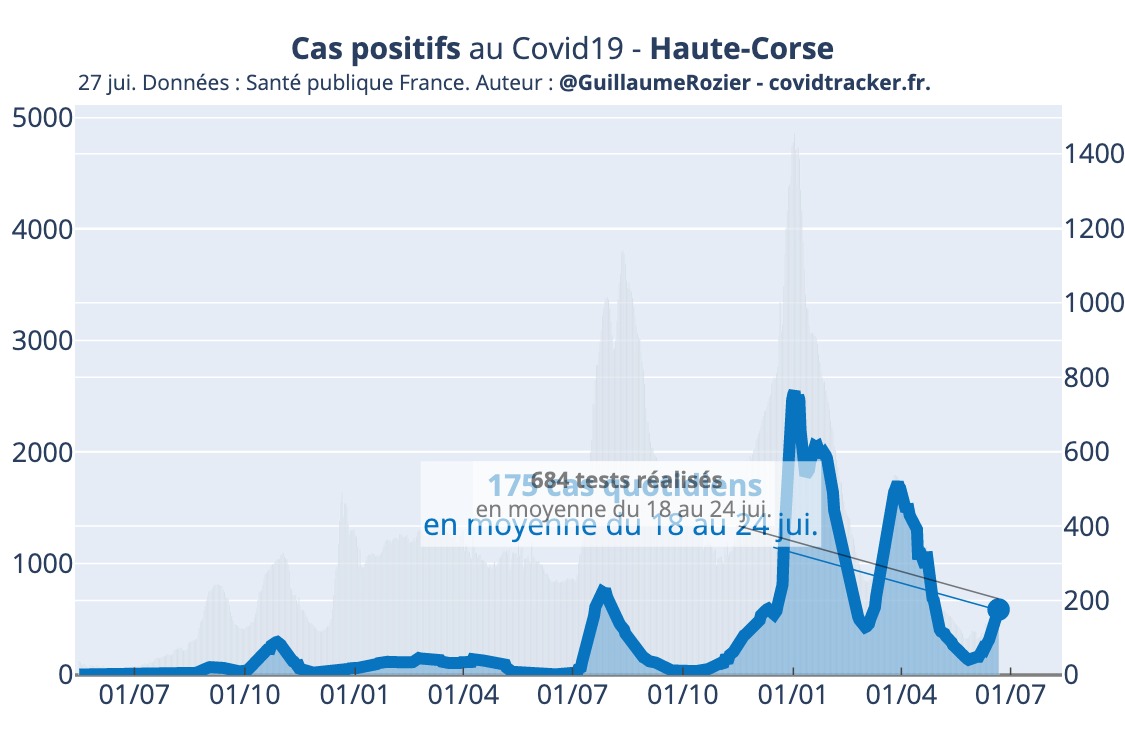 Cas positifs au Covid19 - Haute-Corse
27 jui. Données : Santé publique France. Auteur : @GuillaumeRozier - covidtracker.fr.
5000
4000
3000
2000
1000
0
1400
1200
1000
800
600
400
200
0
684 tests réalisés
175 cas quotidiens
en moyenne du 18 au 24 jui.
en moyenne du 18 au 24 jui.
01/07 01/10 01/01 01/04 01/07 01/10 01/01 01/04 01/07